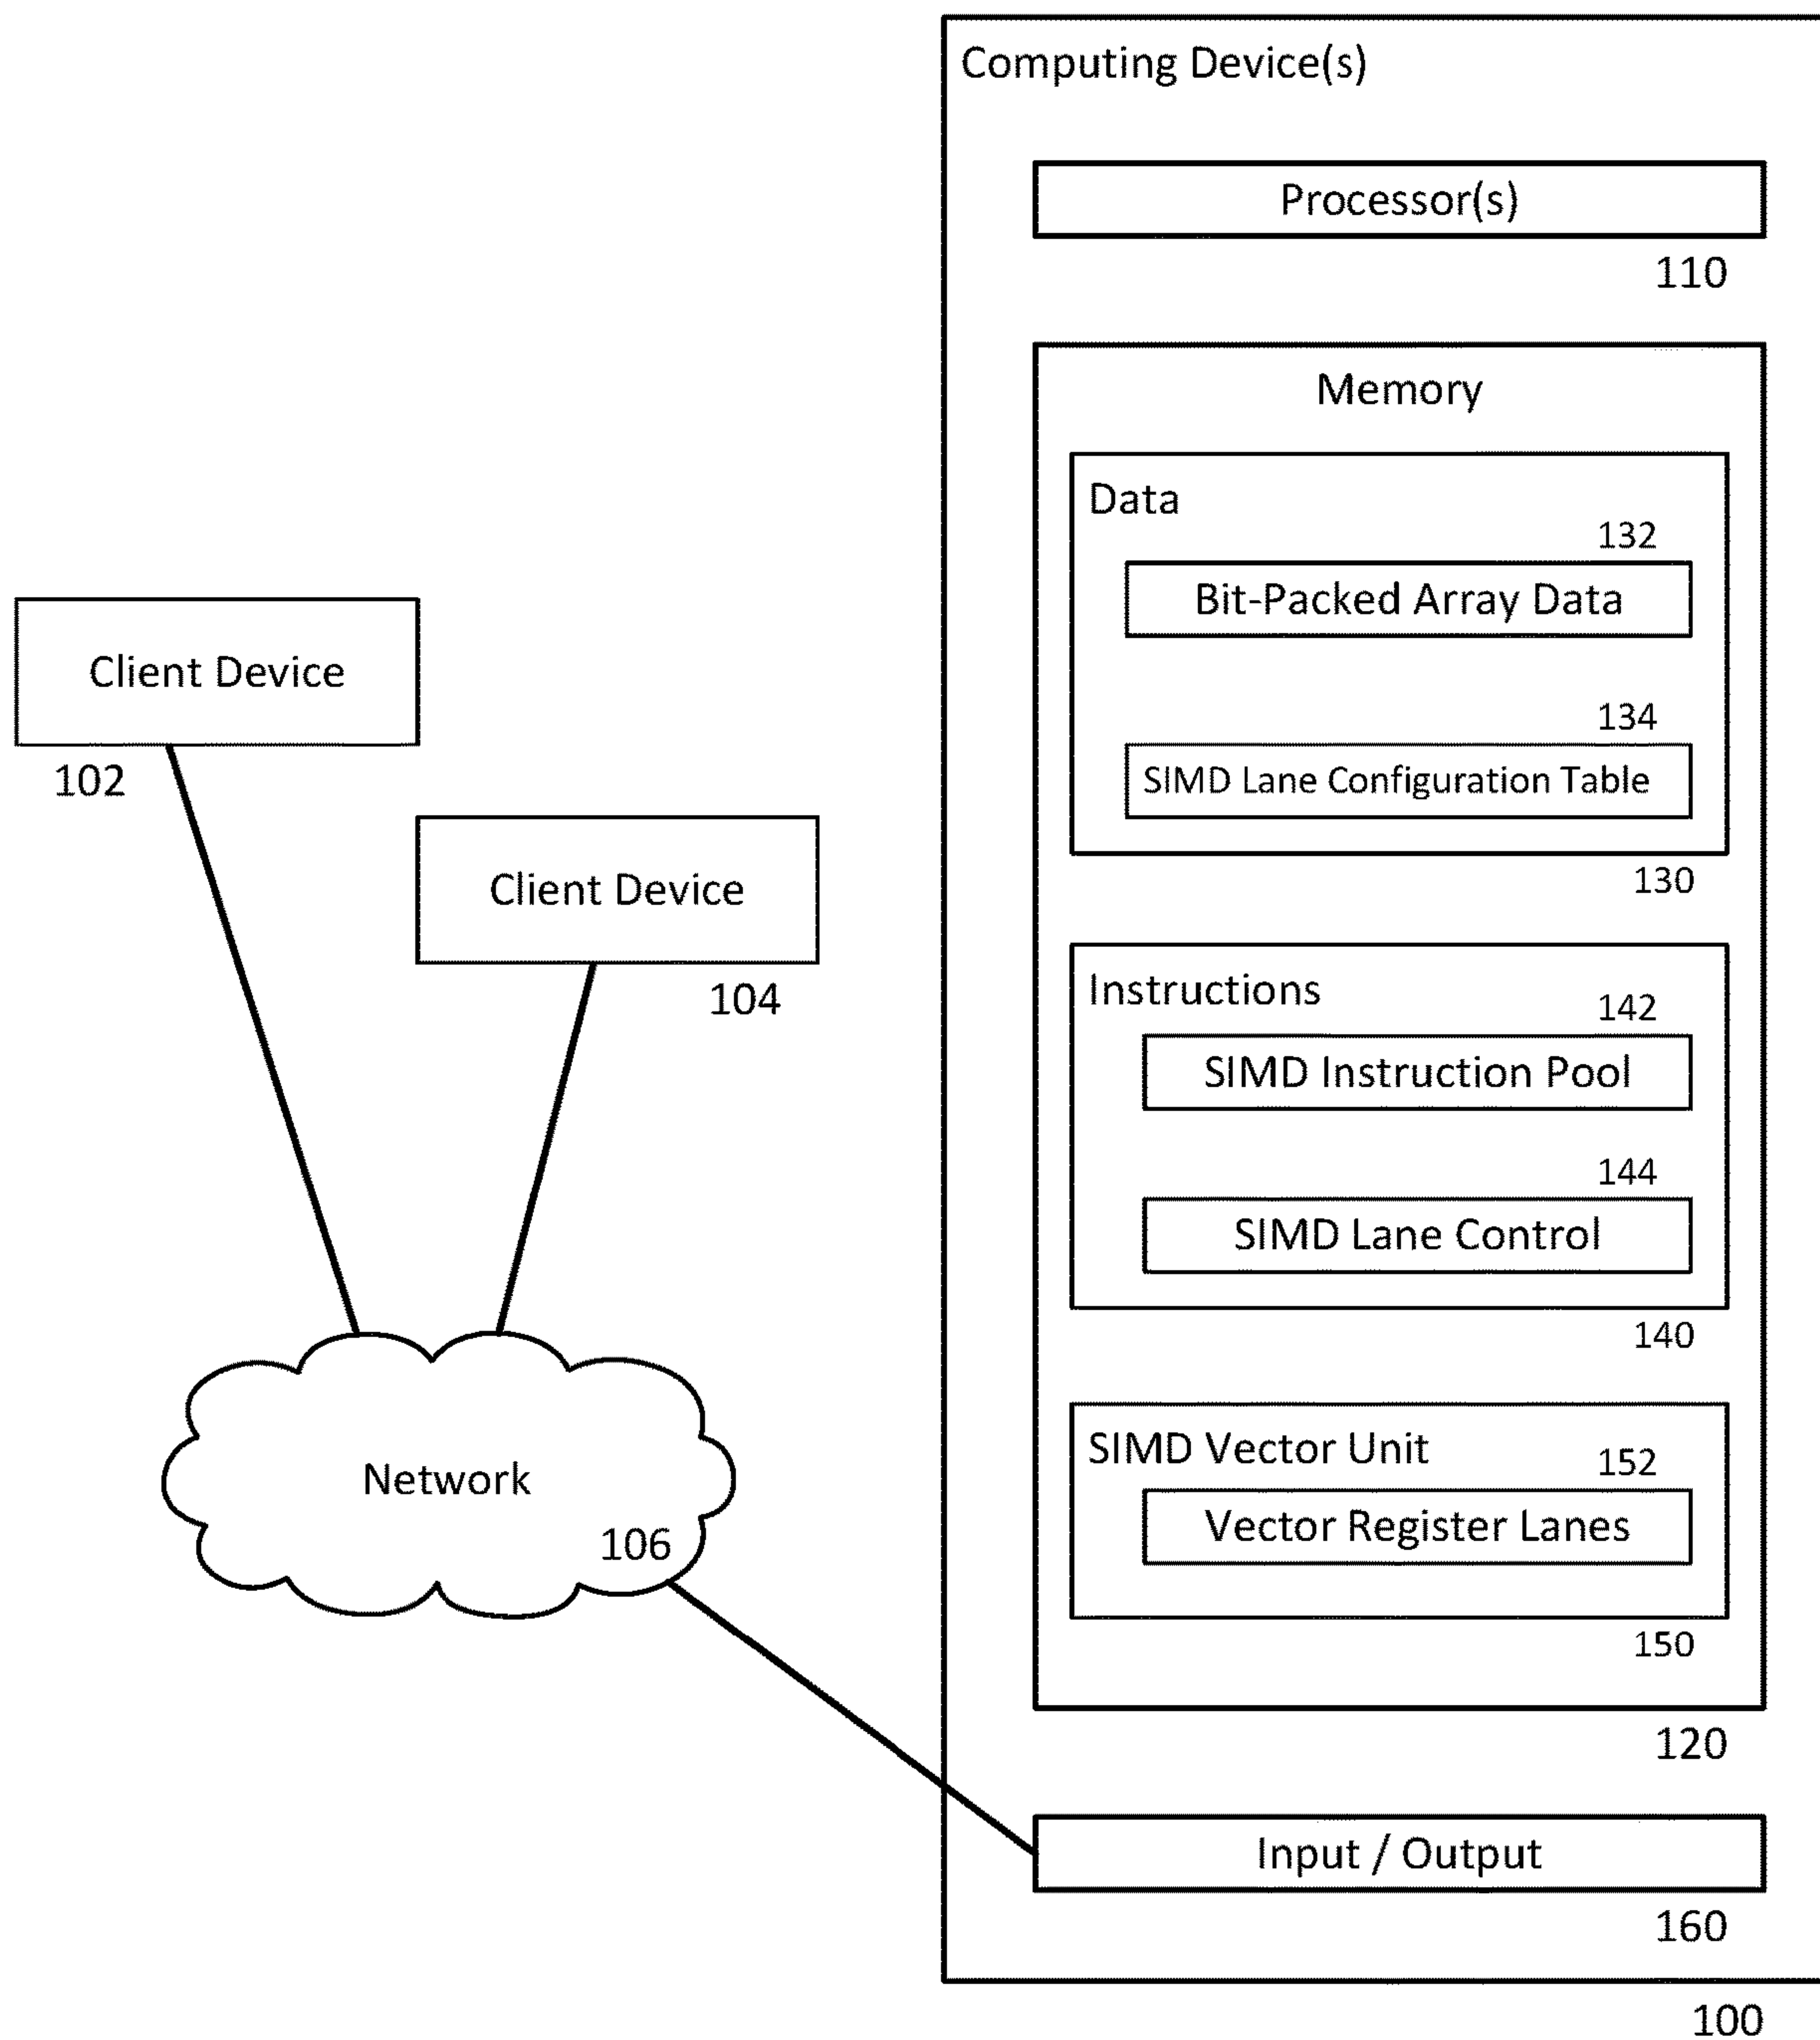 Computing Device(s)
Processor(s)
110
Memory
Data
132
Bit-Packed Array Data
134
SIMD Lane Configuration Table
130
Instructions
142
SIMD Instruction Pool
144
SIMD Lane Control
140
SIMD Vector Unit
152
Vector Register Lanes
150
120
Input / Output
160
100
Client Device
102
Client Device
104
Network
106